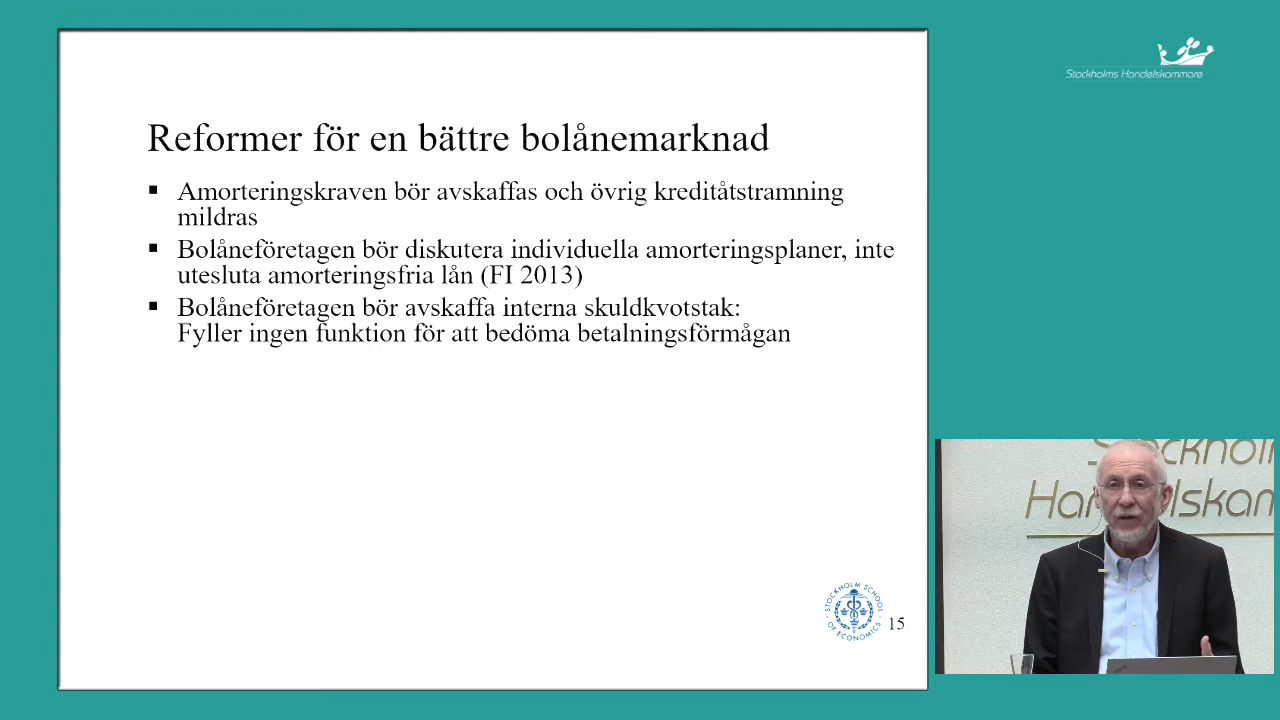 Stockholms Handelskammare
Reformer för en bättre bolånemarknad
▪ Amorteringskraven bör avskaffas och övrig kreditåtstramning
mildras
▪ Bolåneföretagen bör diskutera individuella amorteringsplaner, inte
utesluta amorteringsfria lån (FI 2013)
▪ Bolåneföretagen bör avskaffa interna skuldkvotstak:
Fyller ingen funktion för att bedöma betalningsförmågan
STOCKHOLM SCHOOL
OF ECONOMICS
15